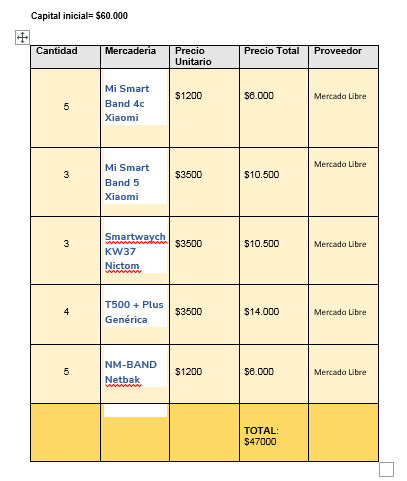 Capital inicial= $60.000
Cantidad Mercadería Precio Unitario Precio Total Proveedor
5 Mi Smart Band 4c Xiaomi $1200 $6.000 Mercado Libre
3 Mi Smart Band 5 Xiaomi $3500 $10.500 Mercado Libre
3 Smartwaych KW37 Nictom $3500 $10.500 Mercado Libre
4 T500 + Plus Genérica $3500 $14.000 Mercado Libre
5 NM-BAND Netbak $1200 $6.000 Mercado Libre
TOTAL: $47000